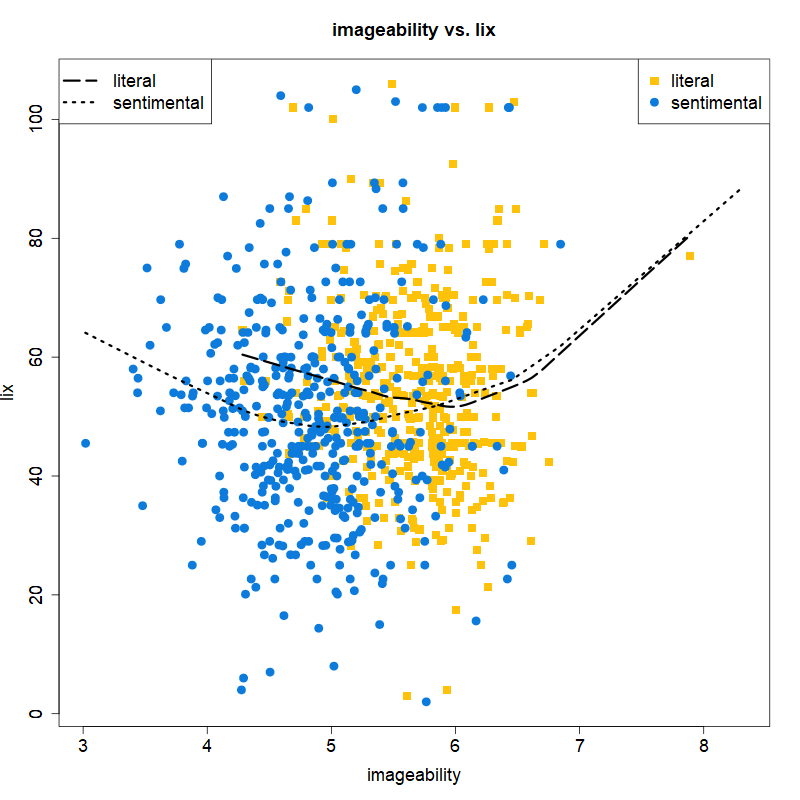 imageability vs. lix
literal
sentimental
literal
sentimental
100
80
60
40
20
0
lix
3 4 5 6 7 8
imageability